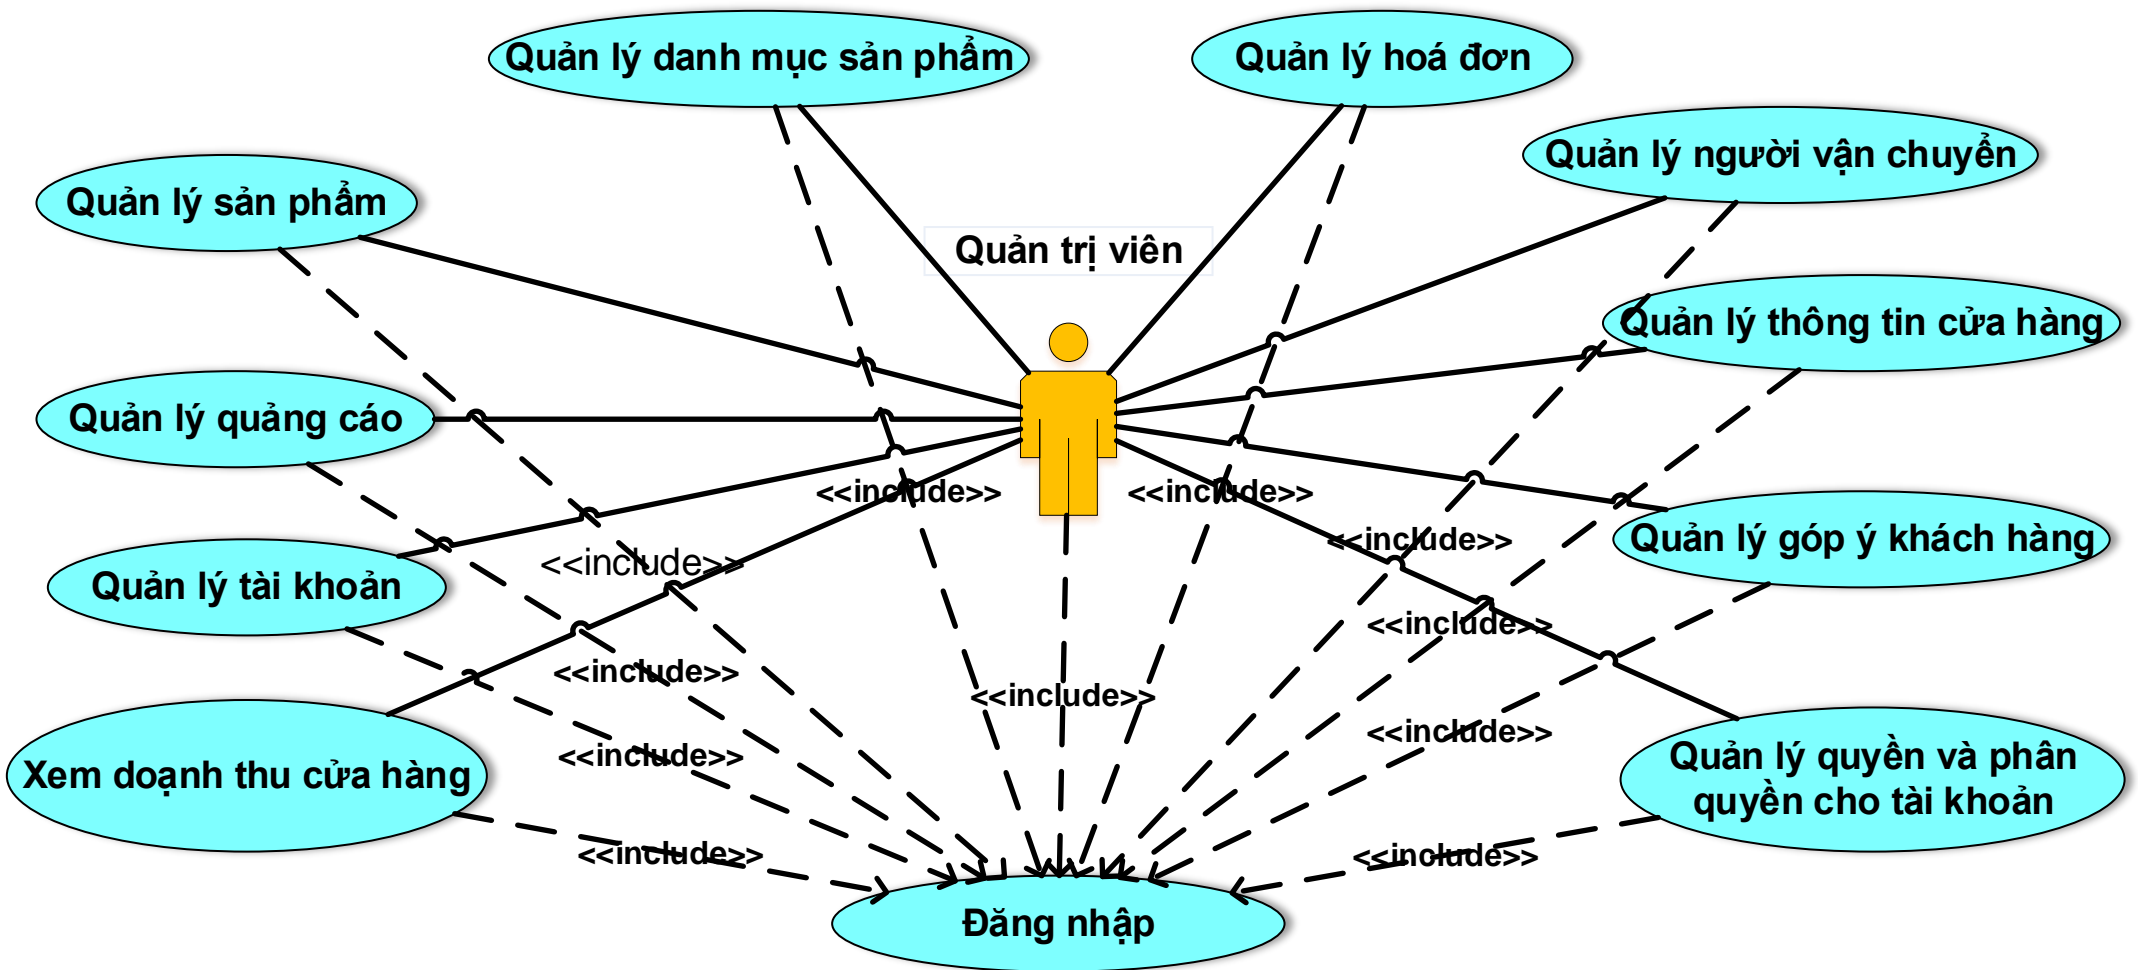 Quản lý danh mục sản phẩm
Quản lý hoá đơn
Quản lý người vận chuyển
Quản lý sản phẩm
Quản trị viên
Quản lý thông tin cửa hàng
Quản lý quảng cáo
<<include>>
<<include>>
<<include>>
Quản lý góp ý khách hàng
<<include>>
Quản lý tài khoản
<<include>>
<<include>>
<<include>>
<<include>>
<<include>>
Xem doạnh thu cửa hàng
Quản lý quyền và phân
quyền cho tài khoản
<<include>>
<<include>>
Đăng nhập